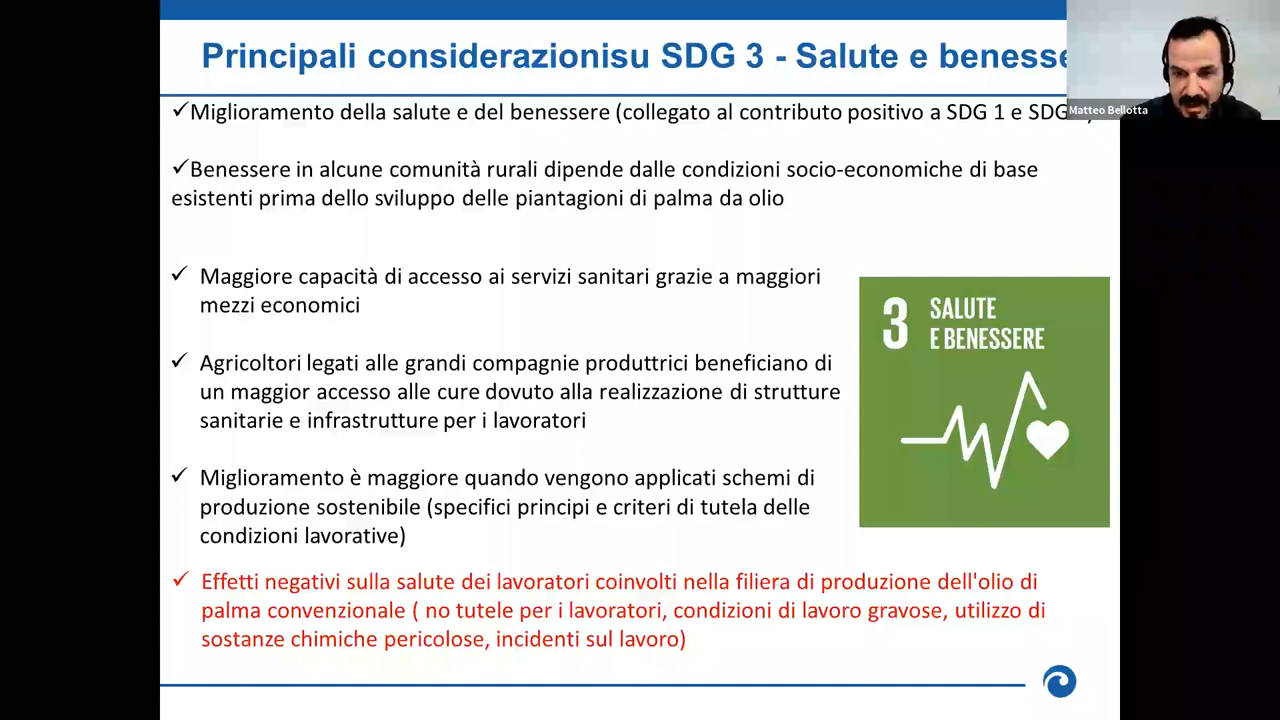 Principali considerazionisu SDG 3 - Salute e benesse
✓Miglioramento della salute e del benessere (collegato al contributo positivo a SDG 1 e SDG
Matteo Bellotta
✓Benessere in alcune comunità rurali dipende dalle condizioni socio-economiche di base
esistenti prima dello sviluppo delle piantagioni di palma da olio
✓ Maggiore capacità di accesso ai servizi sanitari grazie a maggiori
mezzi economici
✓ Agricoltori legati alle grandi compagnie produttrici beneficiano di
un maggior accesso alle cure dovuto alla realizzazione di strutture
sanitarie e infrastrutture per i lavoratori
✓ Miglioramento è maggiore quando vengono applicati schemi di
produzione sostenibile (specifici principi e criteri di tutela delle
condizioni lavorative)
3 SALUTE
E BENESSERE
✓ Effetti negativi sulla salute dei lavoratori coinvolti nella filiera di produzione dell'olio di
palma convenzionale ( no tutele per i lavoratori, condizioni di lavoro gravose, utilizzo di
sostanze chimiche pericolose, incidenti sul lavoro)